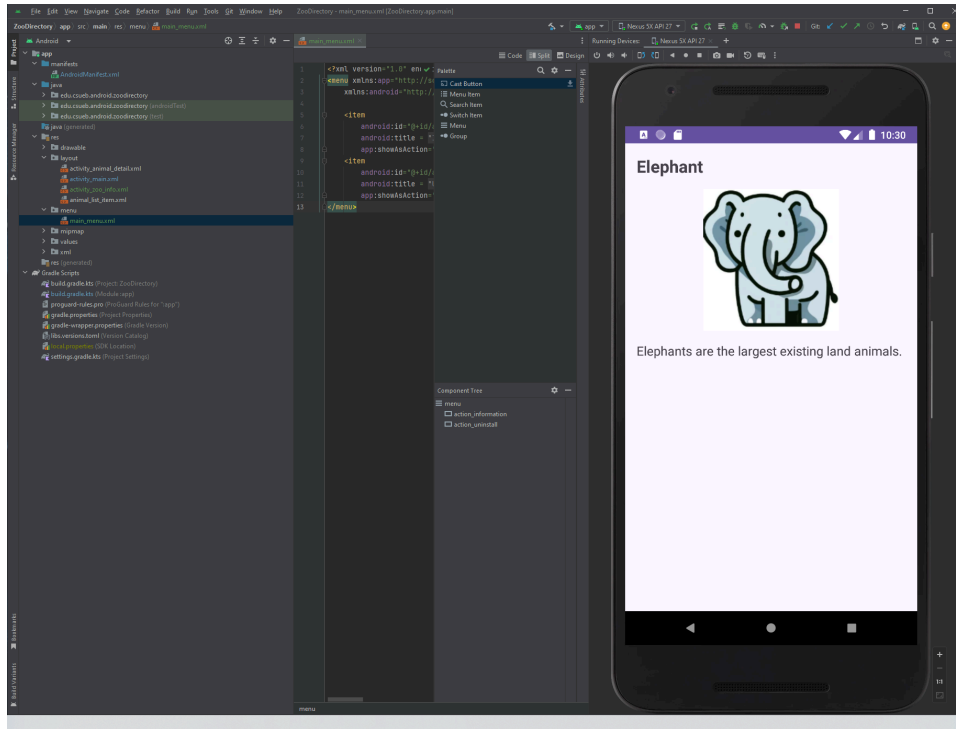 File Edit View Navigate Code Refactor Build Run Tools Git Window Help ZooDirectory - main_menu.xml [ZooDirectory.app.main]
ZooDirectory app src main res menu main_menu.xml
app Nexus 5X API 27 Git:
Project
Android
main_menu.xml
Running Devices: Nexus 5X API 27
Code Split Design
app
manifests
AndroidManifest.xml
java
edu.csueb.android.zoodirectory
edu.csueb.android.zoodirectory (androidTest)
edu.csueb.android.zoodirectory (test)
java (generated)
res
drawable
layout
activity_animal_detail.xml
activity_main.xml
activity_zoo_info.xml
animal_list_item.xml
menu
main_menu.xml
mipmap
values
xml
res (generated)
Gradle Scripts
build.gradle.kts (Project: ZooDirectory)
build.gradle.kts (Module :app)
proguard-rules.pro (ProGuard Rules for ":app")
gradle.properties (Project Properties)
gradle-wrapper.properties (Gradle Version)
libs.versions.toml (Version Catalog)
local.properties (SDK Location)
settings.gradle.kts (Project Settings)
Structure
Resource Manager
Bookmarks
Build Variants
1 <?xml version="1.0" en
2 <menu xmlns:app="http://
3 xmlns:android="http:/
4
5 <item
6 android:id="@+id/
7 android:title = "
8 app:showAsAction=
9 <item
10 android:id="@+id/
11 android:title = "
12 app:showAsAction=
13 </menu>
menu
Palette
Cast Button
Menu Item
Search Item
Switch Item
Menu
Group
Attributes
Component Tree
menu
action_information
action_uninstall
10:30
Elephant
Elephants are the largest existing land animals.
1:1